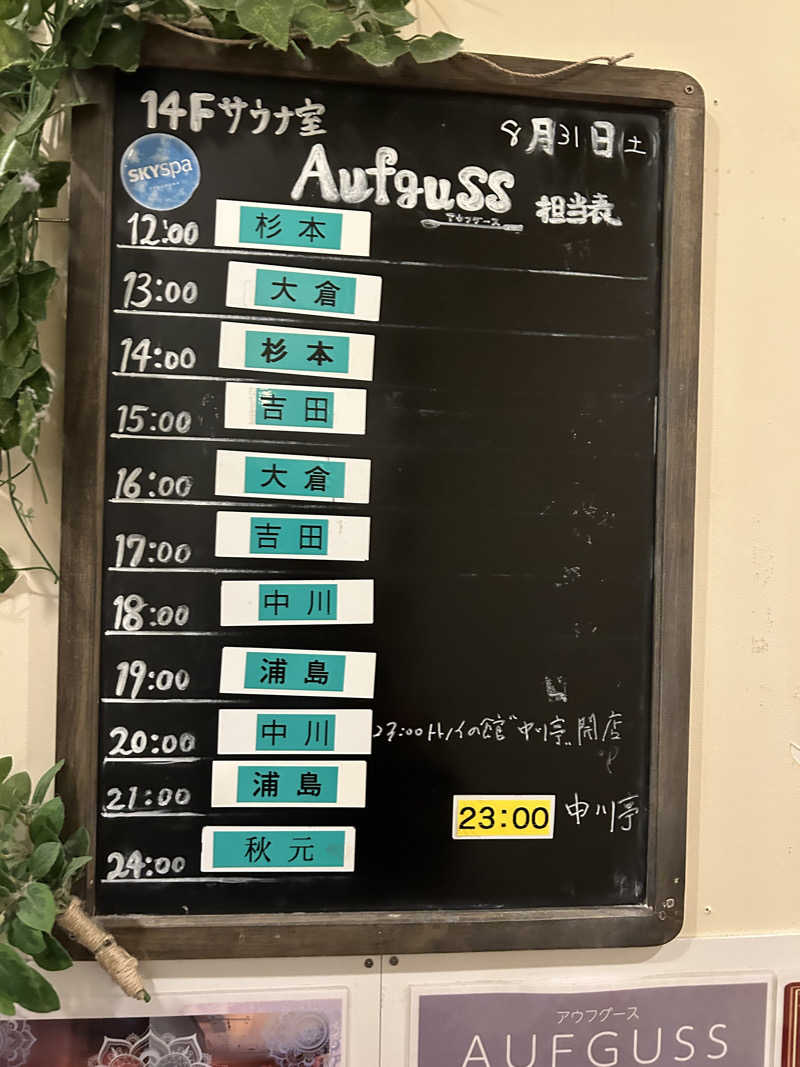 14Fサウナ室
8月31日 土
SKYspa
Aufguss 担当表
アウフグース
12:00 杉本
13:00 大倉
14:00 杉本
15:00 吉田
16:00 大倉
17:00 吉田
18:00 中川
19:00 浦島
20:00 中川
23:00トトノイの館"中川亭"開店
21:00 浦島
23:00 中川亭
24:00 秋元
アウフグース
AUFGUSS